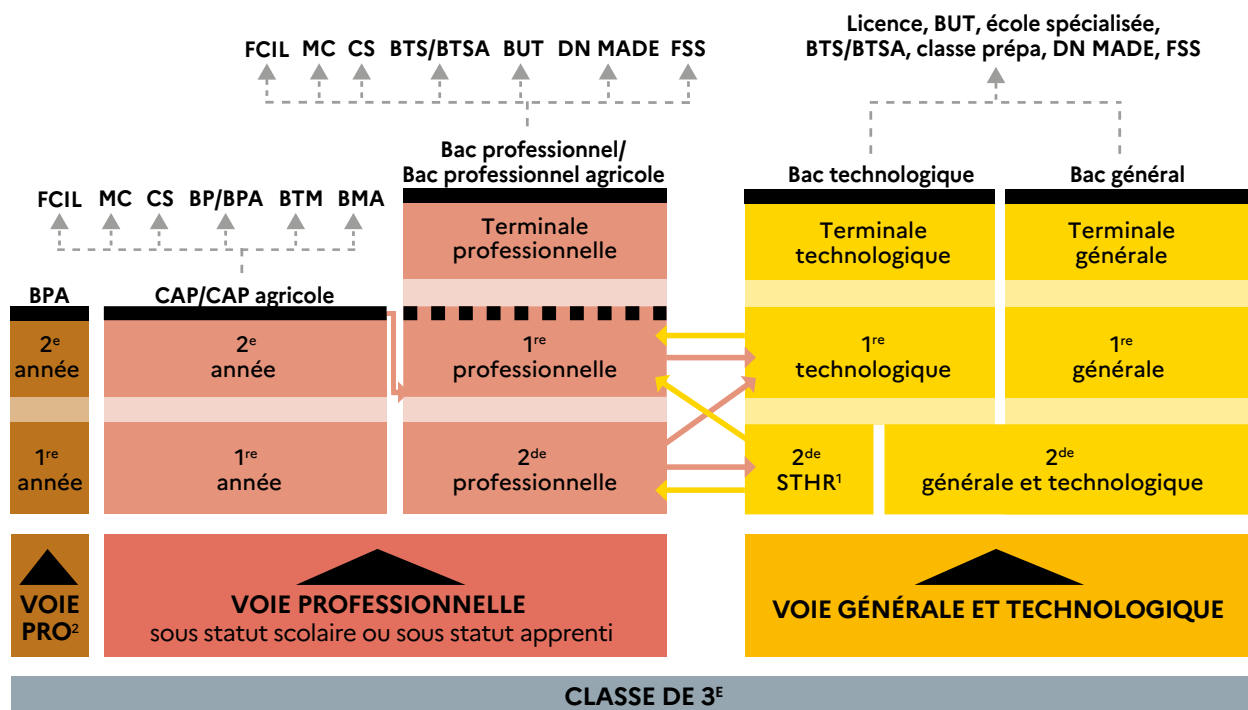 Licence, BUT, école spécialisée,
BTS/BTSA, classe prépa, DN MADE, FSS
FCIL MC CS BTS/BTSA BUT DN MADE FSS
Bac professionnel/
Bac professionnel agricole
Bac technologique
Bac général
FCIL MC CS BP/BPA BTM BMA
Terminale
professionnelle
Terminale
technologique
Terminale
générale
BPA
CAP/CAP agricole
2e
année
2e
année
1re
professionnelle
1re
technologique
1re
générale
1re
année
1re
année
2de
professionnelle
2de
STHR1
2de
générale et technologique
VOIE
PRO2
VOIE PROFESSIONNELLE
sous statut scolaire ou sous statut apprenti
VOIE GÉNÉRALE ET TECHNOLOGIQUE
CLASSE DE 3E